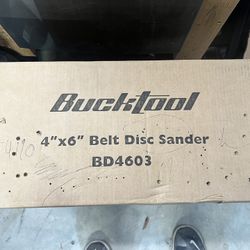 Bucktool
4"x6" Belt Disc Sander
BD4603